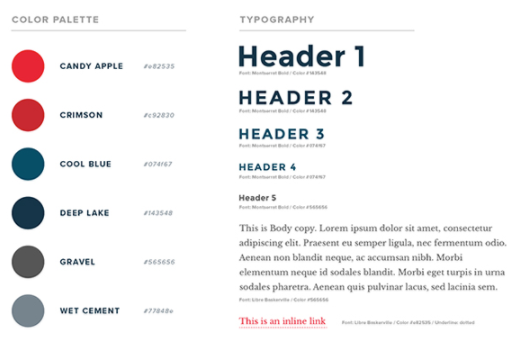 COLOR PALETTE
CANDY APPLE #e82535
CRIMSON #c92830
COOL BLUE #074f67
DEEP LAKE #143548
GRAVEL #565656
WET CEMENT #77848e
TYPOGRAPHY
Header 1
Font: Montserrat Bold / Color #143548
HEADER 2
Font: Montserrat Bold / Color #143548
HEADER 3
Font: Montserrat Bold / Color #074f67
HEADER 4
Font: Montserrat Bold / Color #074f67
Header 5
Font: Montserrat Bold / Color #565656
This is Body copy. Lorem ipsum dolor sit amet, consectetur
adipiscing elit. Praesent eu semper ligula, nec fermentum odio.
Aenean non blandit neque, ac accumsan nibh. Morbi
elementum neque id sodales blandit. Morbi eget turpis in urna
sodales pharetra. Aenean quis pulvinar lacus, sed lacinia sem.
Font: Libre Baskerville / Color #565656
This is an inline link Font: Libre Baskerville / Color #e82535 / Underline: dotted